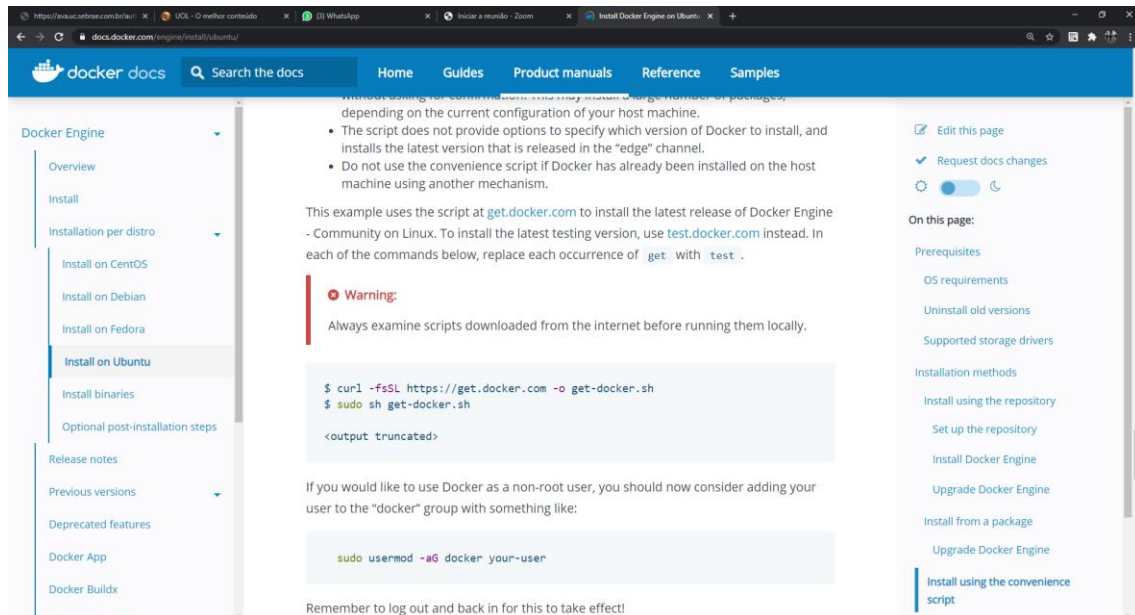 https://ava.uc.sebrae.com.br/aut
UOL - O melhor conteúdo
(3) WhatsApp
Iniciar a reunião - Zoom
Install Docker Engine on Ubuntu
docs.docker.com/engine/install/ubuntu/
docker docs
Search the docs
Home
Guides
Product manuals
Reference
Samples
Docker Engine
Overview
Install
Installation per distro
Install on CentOS
Install on Debian
Install on Fedora
Install on Ubuntu
Install binaries
Optional post-installation steps
Release notes
Previous versions
Deprecated features
Docker App
Docker Buildx
without asking for confirmation. This may install a large number of packages,
depending on the current configuration of your host machine.
• The script does not provide options to specify which version of Docker to install, and
installs the latest version that is released in the “edge” channel.
• Do not use the convenience script if Docker has already been installed on the host
machine using another mechanism.
This example uses the script at get.docker.com to install the latest release of Docker Engine
- Community on Linux. To install the latest testing version, use test.docker.com instead. In
each of the commands below, replace each occurrence of get with test .
Warning:
Always examine scripts downloaded from the internet before running them locally.
$ curl -fsSL https://get.docker.com -o get-docker.sh
$ sudo sh get-docker.sh
<output truncated>
If you would like to use Docker as a non-root user, you should now consider adding your
user to the “docker” group with something like:
sudo usermod -aG docker your-user
Remember to log out and back in for this to take effect!
Edit this page
Request docs changes
On this page:
Prerequisites
OS requirements
Uninstall old versions
Supported storage drivers
Installation methods
Install using the repository
Set up the repository
Install Docker Engine
Upgrade Docker Engine
Install from a package
Upgrade Docker Engine
Install using the convenience
script